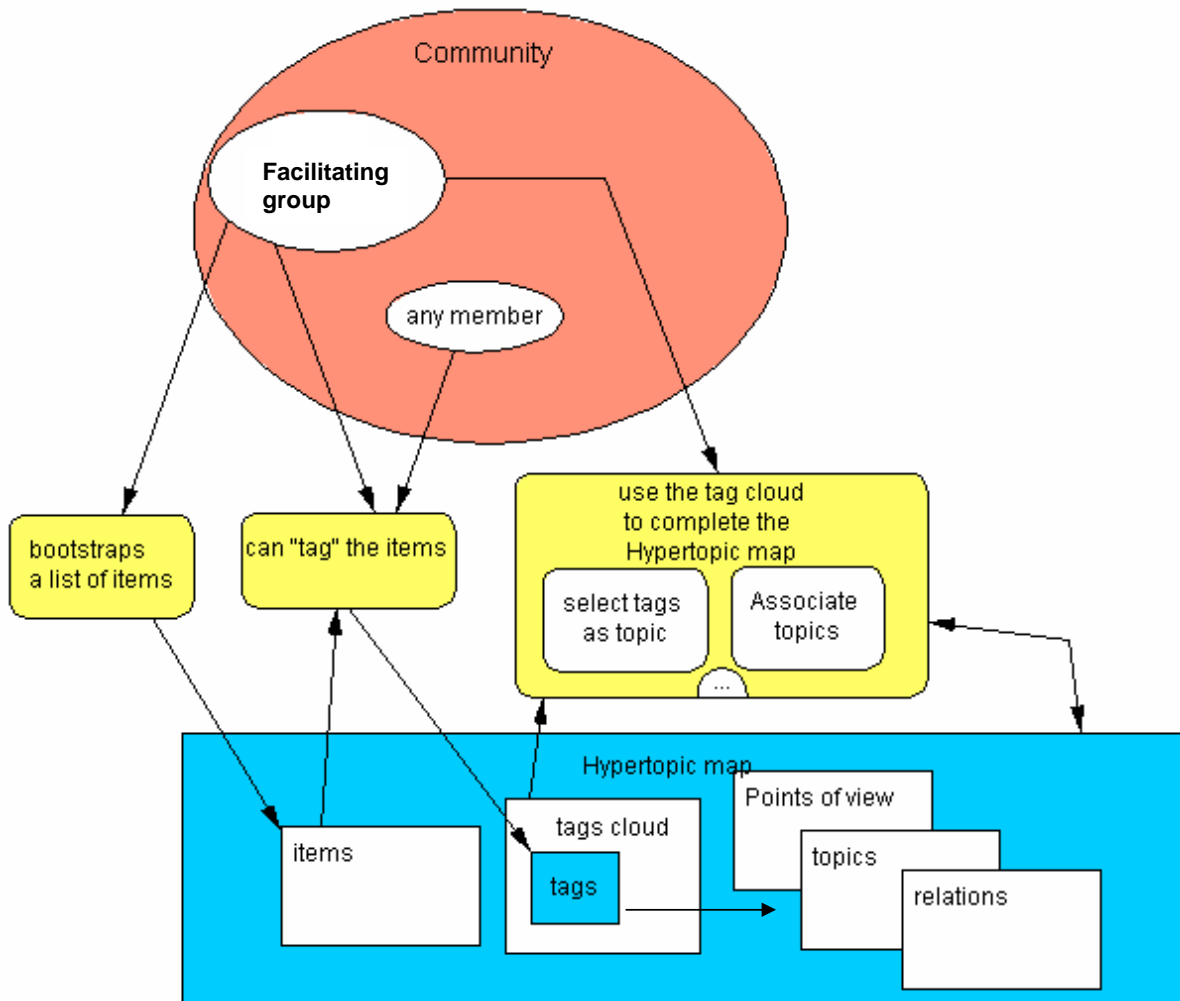 Community
Facilitating
group
any member
bootstraps
a list of items
can "tag" the items
use the tag cloud
to complete the
Hypertopic map
select tags
as topic
Associate
topics
...
Hypertopic map
items
tags cloud
tags
Points of view
topics
relations